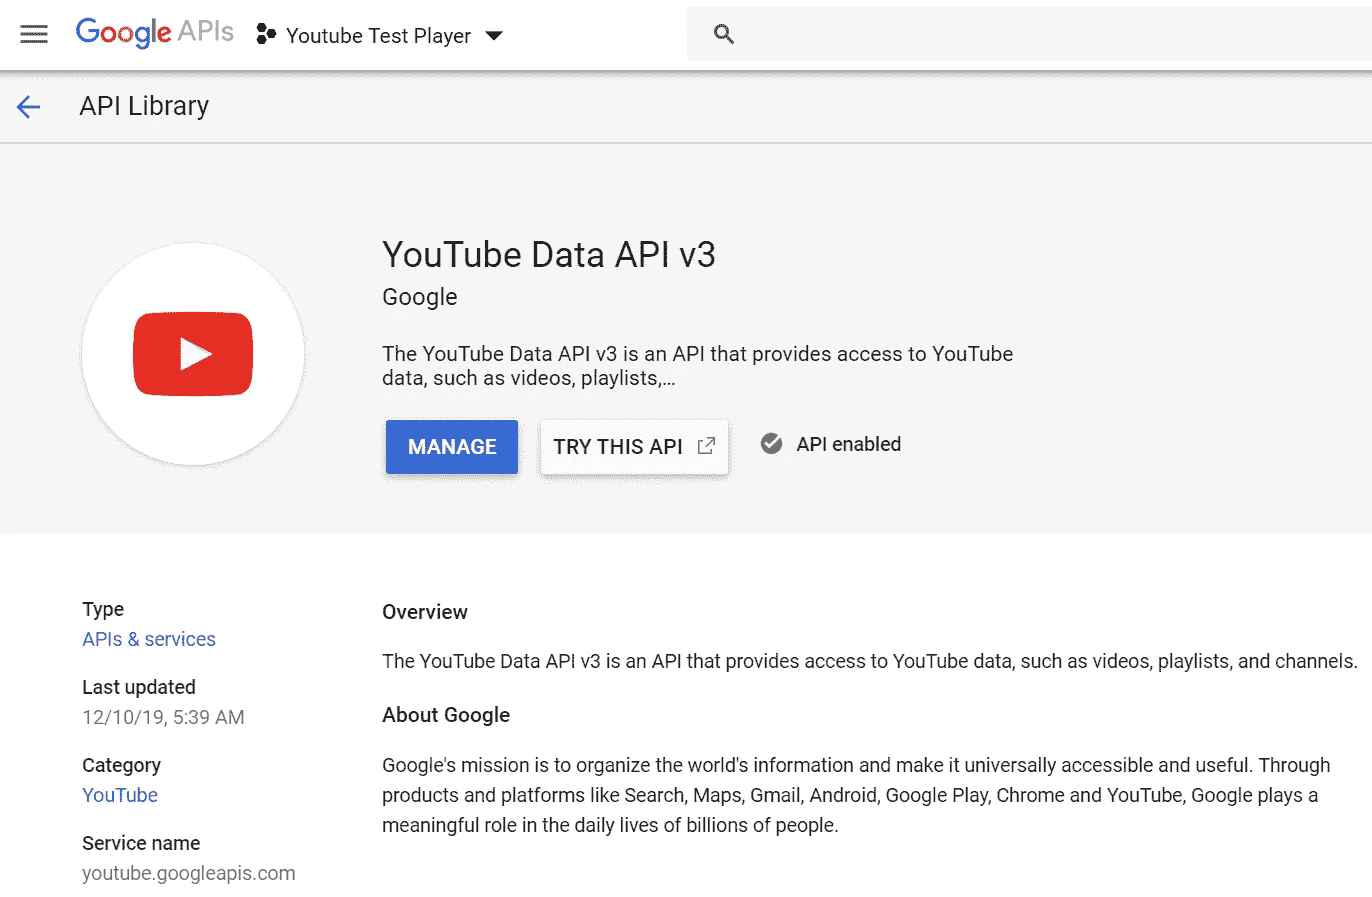 Google APIs Youtube Test Player
API Library
YouTube Data API v3
Google
The YouTube Data API v3 is an API that provides access to YouTube
data, such as videos, playlists,...
MANAGE TRY THIS API API enabled
Type
APIs & services
Last updated
12/10/19, 5:39 AM
Category
YouTube
Service name
youtube.googleapis.com
Overview
The YouTube Data API v3 is an API that provides access to YouTube data, such as videos, playlists, and channels.
About Google
Google's mission is to organize the world's information and make it universally accessible and useful. Through
products and platforms like Search, Maps, Gmail, Android, Google Play, Chrome and YouTube, Google plays a
meaningful role in the daily lives of billions of people.